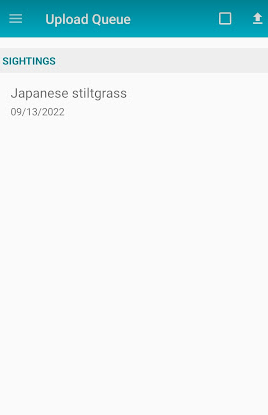 Upload Queue
SIGHTINGS
Japanese stiltgrass
09/13/2022